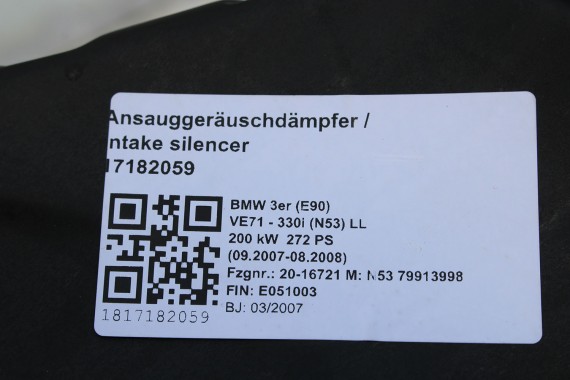 Ansauggeräuschdämpfer /
ntake silencer
17182059
BMW 3er (E90)
VE71 - 330i (N53) LL
200 kW 272 PS
(09.2007-08.2008)
Fzgnr.: 20-16721 M: N53 79913998
FIN: E051003
BJ: 03/2007
1817182059